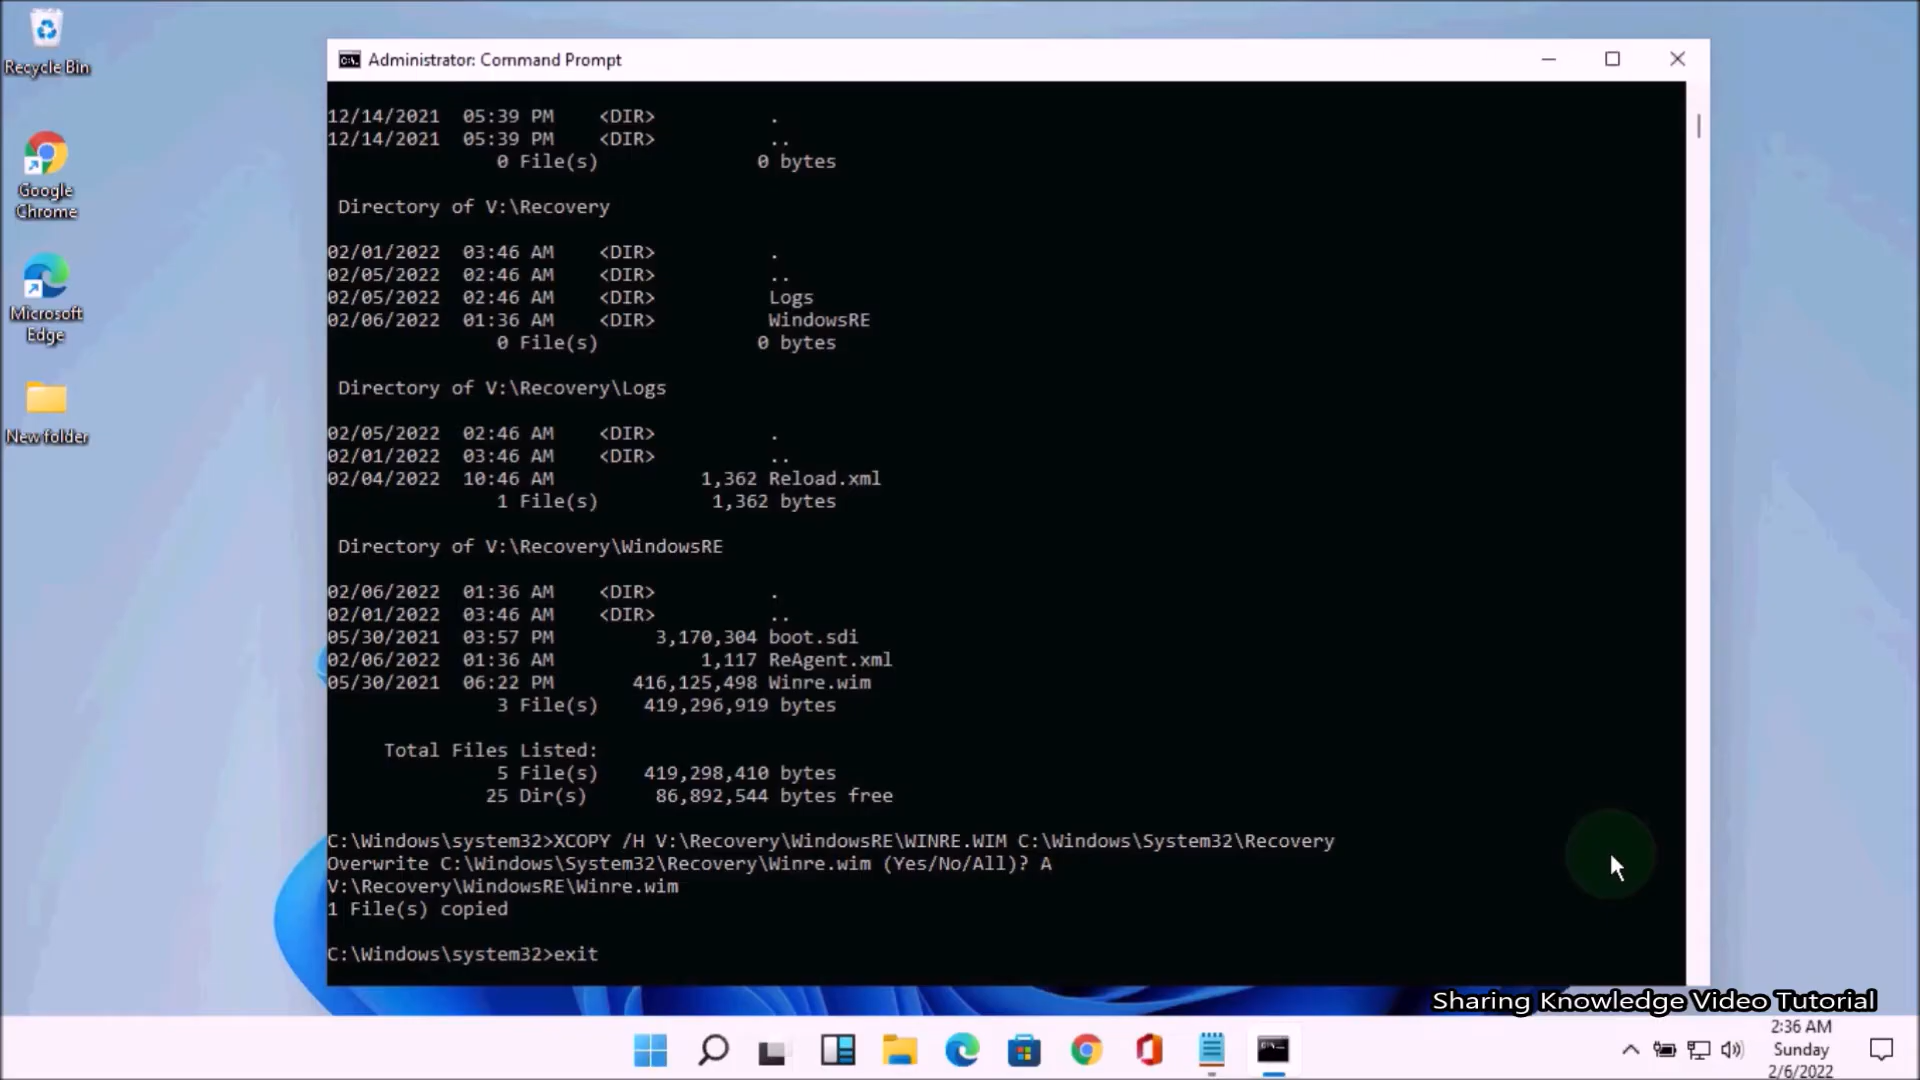 Recycle Bin
Google
Chrome
Microsoft
Edge
New folder
Administrator: Command Prompt
12/14/2021 05:39 PM <DIR> .
12/14/2021 05:39 PM <DIR> ..
0 File(s) 0 bytes
Directory of V:\Recovery
02/01/2022 03:46 AM <DIR> .
02/05/2022 02:46 AM <DIR> ..
02/05/2022 02:46 AM <DIR> Logs
02/06/2022 01:36 AM <DIR> WindowsRE
0 File(s) 0 bytes
Directory of V:\Recovery\Logs
02/05/2022 02:46 AM <DIR> .
02/01/2022 03:46 AM <DIR> ..
02/04/2022 10:46 AM 1,362 Reload.xml
1 File(s) 1,362 bytes
Directory of V:\Recovery\WindowsRE
02/06/2022 01:36 AM <DIR> .
02/01/2022 03:46 AM <DIR> ..
05/30/2021 03:57 PM 3,170,304 boot.sdi
02/06/2022 01:36 AM 1,117 ReAgent.xml
05/30/2021 06:22 PM 416,125,498 Winre.wim
3 File(s) 419,296,919 bytes
Total Files Listed:
5 File(s) 419,298,410 bytes
25 Dir(s) 86,892,544 bytes free
C:\Windows\system32>XCOPY /H V:\Recovery\WindowsRE\WINRE.WIM C:\Windows\System32\Recovery
Overwrite C:\Windows\System32\Recovery\Winre.wim (Yes/No/All)? A
V:\Recovery\WindowsRE\Winre.wim
1 File(s) copied
C:\Windows\system32>exit
Sharing Knowledge Video Tutorial
2:36 AM
Sunday
2/6/2022